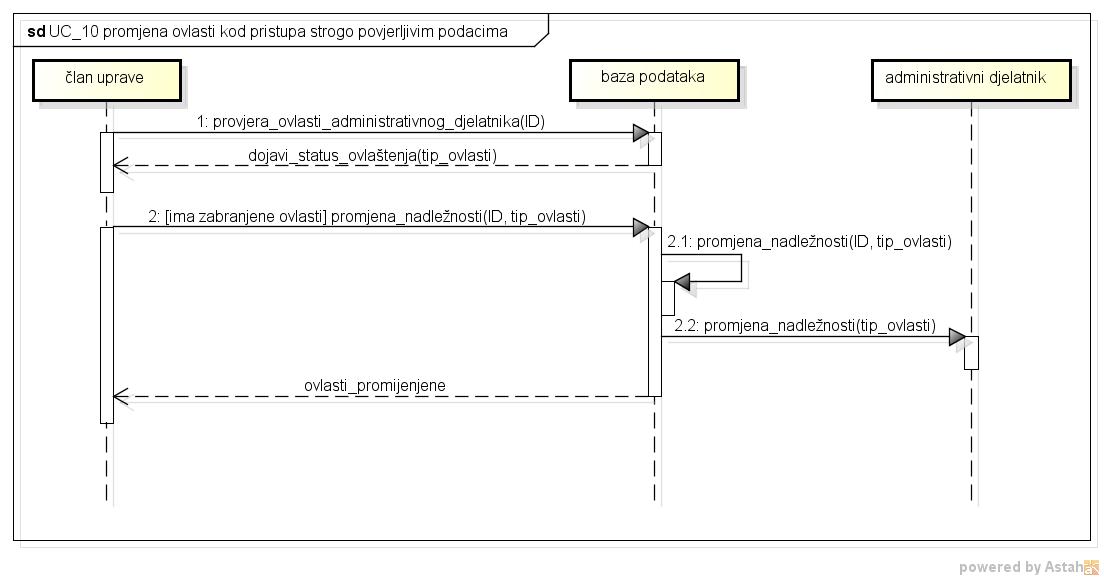 sd UC_10 promjena ovlasti kod pristupa strogo povjerljivim podacima
član uprave
baza podataka
administrativni djelatnik
1: provjera_ovlasti_administrativnog_djelatnika(ID)
dojavi_status_ovlaštenja(tip_ovlasti)
2: [ima zabranjene ovlasti] promjena_nadležnosti(ID, tip_ovlasti)
2.1: promjena_nadležnosti(ID, tip_ovlasti)
2.2: promjena_nadležnosti(tip_ovlasti)
ovlasti_promijenjene
powered by Astah